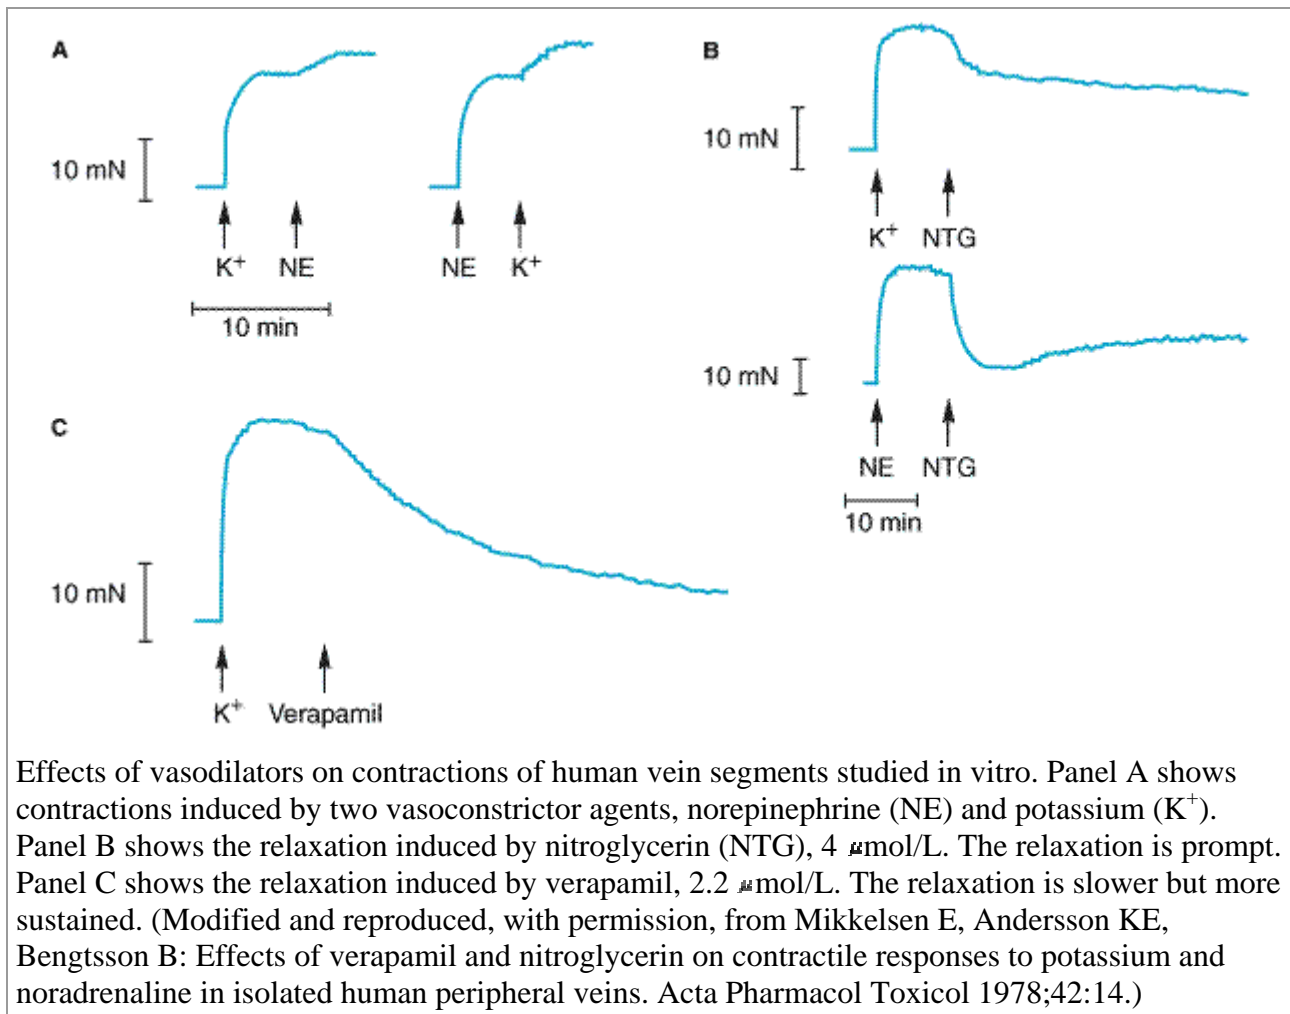 A
10 mN
K⁺ NE
NE K⁺
10 min
B
10 mN
K⁺ NTG
10 mN
NE NTG
10 min
C
10 mN
K⁺ Verapamil
Effects of vasodilators on contractions of human vein segments studied in vitro. Panel A shows
contractions induced by two vasoconstrictor agents, norepinephrine (NE) and potassium (K⁺).
Panel B shows the relaxation induced by nitroglycerin (NTG), 4 μmol/L. The relaxation is prompt.
Panel C shows the relaxation induced by verapamil, 2.2 μmol/L. The relaxation is slower but more
sustained. (Modified and reproduced, with permission, from Mikkelsen E, Andersson KE,
Bengtsson B: Effects of verapamil and nitroglycerin on contractile responses to potassium and
noradrenaline in isolated human peripheral veins. Acta Pharmacol Toxicol 1978;42:14.)